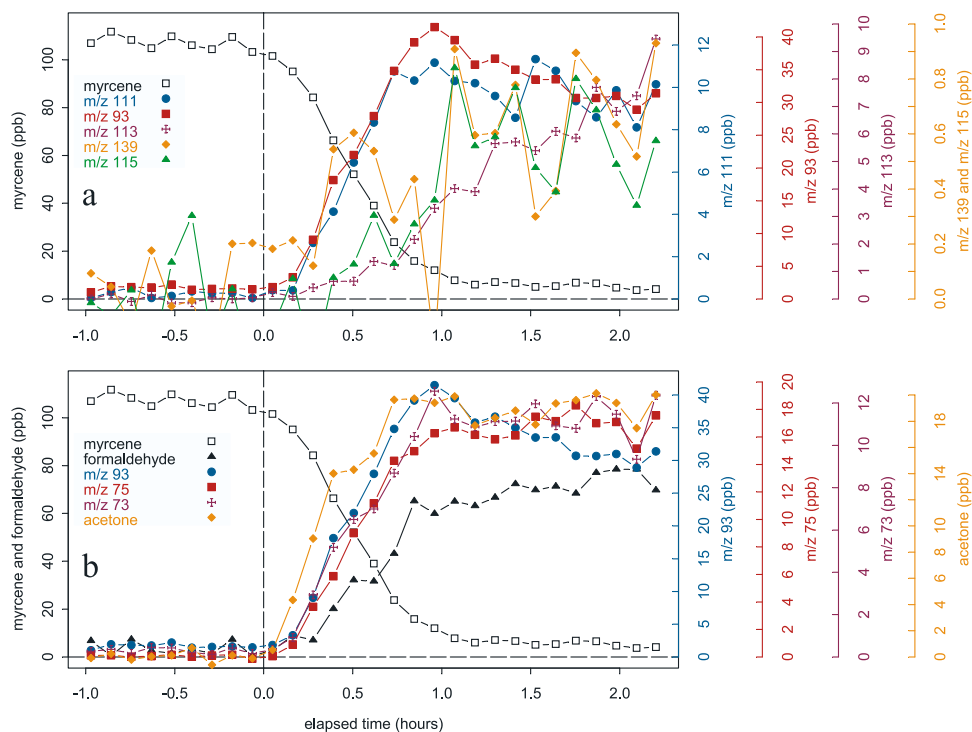 myrcene (ppb)
0 20 40 60 80 100
myrcene
m/z 111
m/z 93
m/z 113
m/z 139
m/z 115
a
-1.0 -0.5 0.0 0.5 1.0 1.5 2.0
0 2 4 6 8 10 12
m/z 111 (ppb)
0 5 10 15 20 25 30 35 40
m/z 93 (ppb)
0 1 2 3 4 5 6 7 8 9 10
m/z 113 (ppb)
0.0 0.2 0.4 0.6 0.8 1.0
m/z 139 and m/z 115 (ppb)
myrcene and formaldehyde (ppb)
0 20 40 60 80 100
myrcene
formaldehyde
m/z 93
m/z 75
m/z 73
acetone
b
-1.0 -0.5 0.0 0.5 1.0 1.5 2.0
elapsed time (hours)
0 5 10 15 20 25 30 35 40
m/z 93 (ppb)
0 2 4 6 8 10 12 14 16 18 20
m/z 75 (ppb)
0 2 4 6 8 10 12
m/z 73 (ppb)
0 2 4 6 8 10 12 14 18
acetone (ppb)